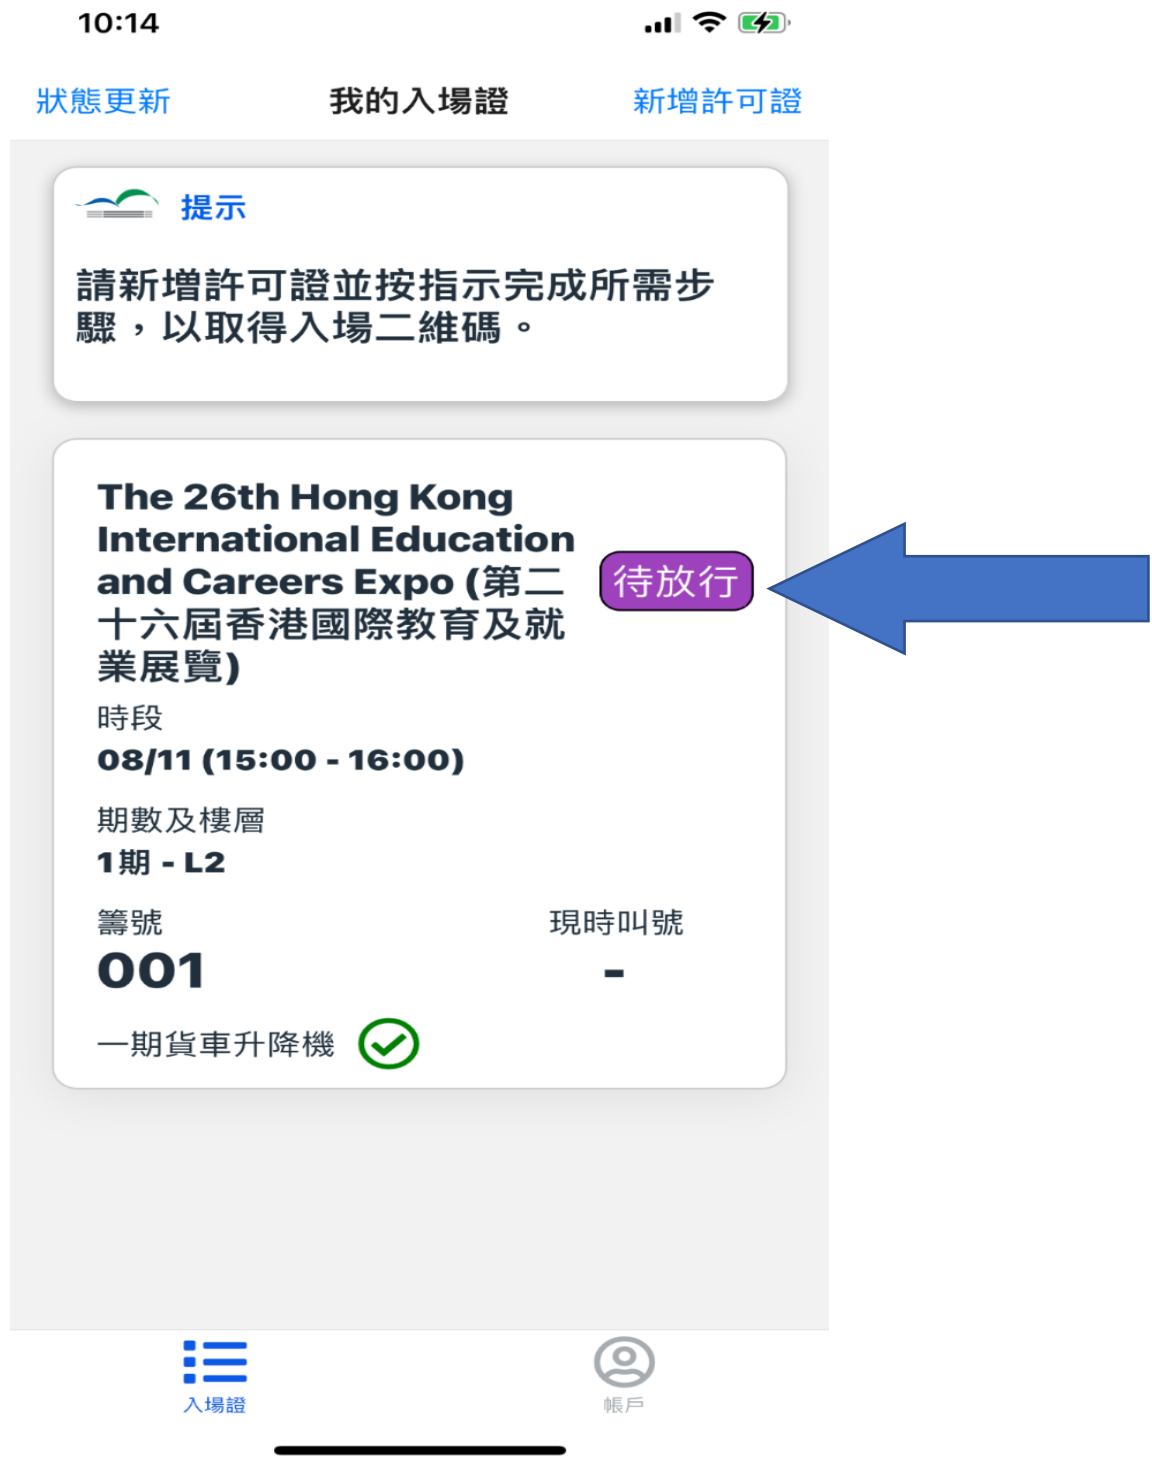 10:14
狀態更新 我的入場證 新增許可證
提示
請新增許可證並按指示完成所需步
驟，以取得入場二維碼。
The 26th Hong Kong
International Education
and Careers Expo (第二
十六屆香港國際教育及就
業展覽)
待放行
時段
08/11 (15:00 - 16:00)
期數及樓層
1期 - L2
籌號 現時叫號
001 -
一期貨車升降機
入場證 帳戶